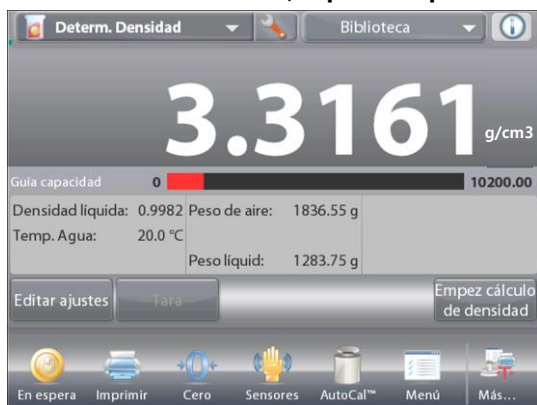 Determ. Densidad
Biblioteca
3.3161 g/cm3
Guía capacidad 0 10200.00
Densidad líquida: 0.9982 Peso de aire: 1836.55 g
Temp. Agua: 20.0 °C
Peso líquid: 1283.75 g
Editar ajustes Tara Empez cálculo
de densidad
En espera Imprimir Cero Sensores AutoCal™ Menú Más...